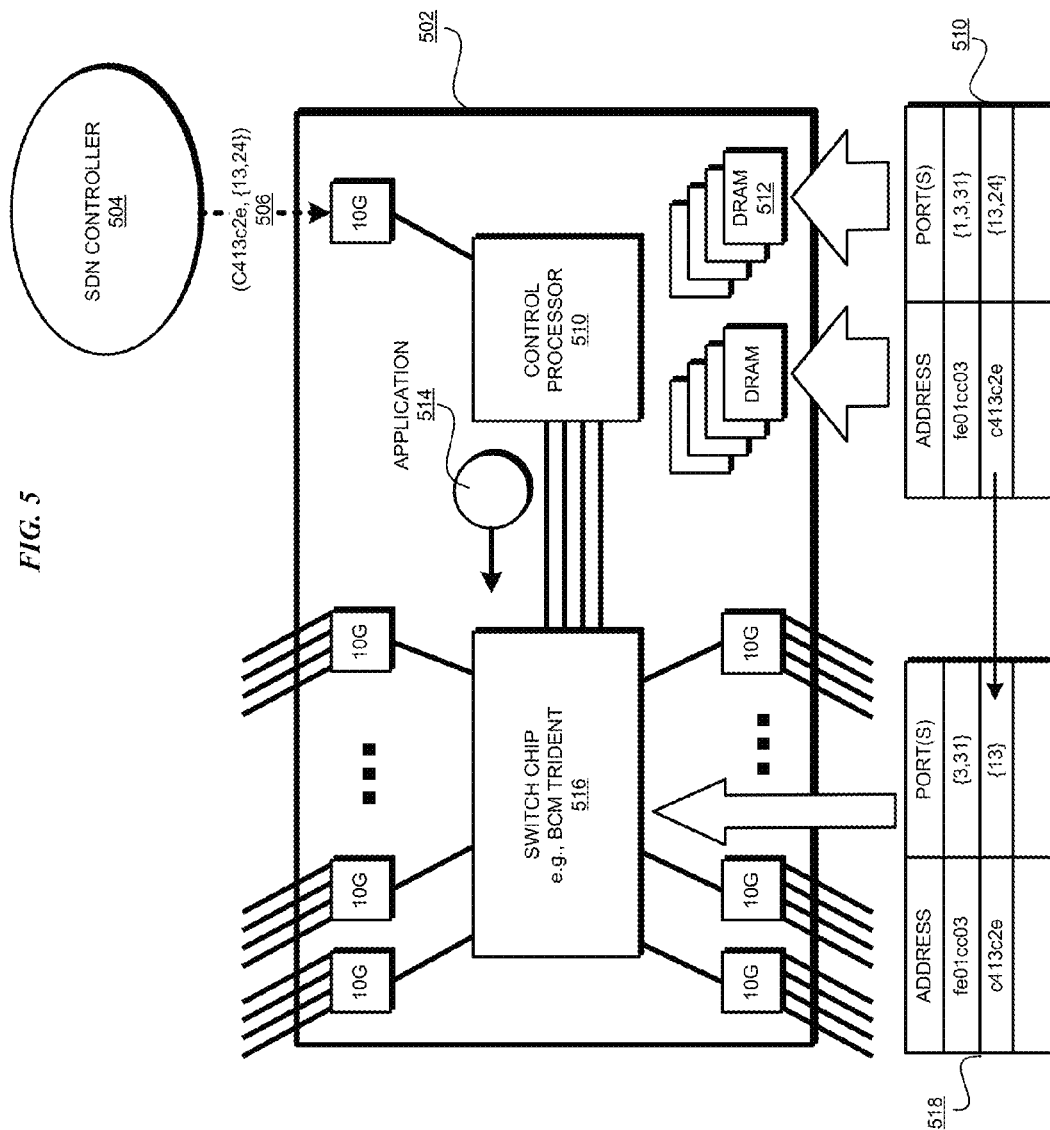 FIG. 5
SDN CONTROLLER
504
(C413c2e, {13,24})
506
502
10G
10G
10G
10G
APPLICATION
514
SWITCH CHIP
e.g., BCM TRIDENT
516
CONTROL
PROCESSOR
510
DRAM
DRAM
512
10G
10G
10G
518
ADDRESS PORT(S)
fe01cc03 {3,31}
c413c2e {13}
510
ADDRESS PORT(S)
fe01cc03 {1,3,31}
c413c2e {13,24}